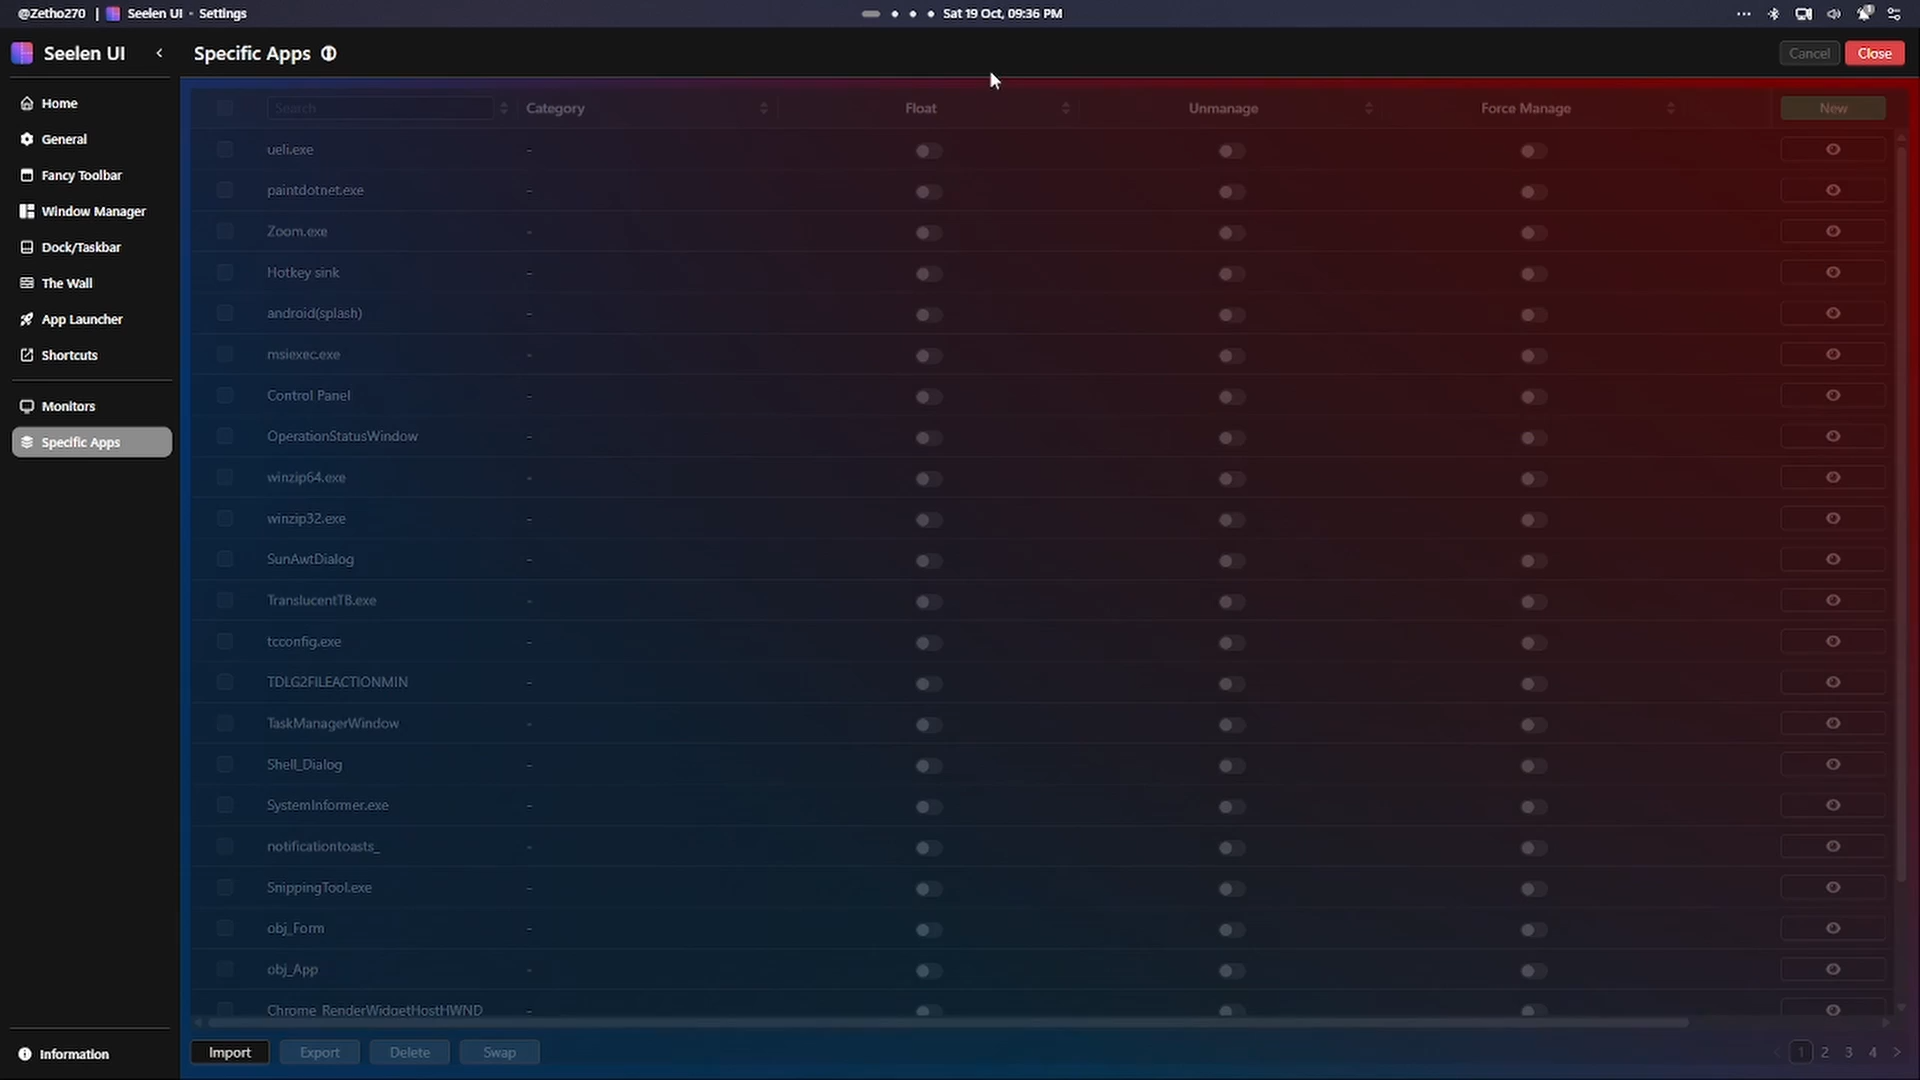 @Zetho270 | Seelen UI - Settings
Sat 19 Oct, 09:36 PM
Seelen UI
Specific Apps
Cancel
Close
Home
General
Fancy Toolbar
Window Manager
Dock/Taskbar
The Wall
App Launcher
Shortcuts
Monitors
Specific Apps
Information
Search Category Float Unmanage Force Manage New
ueli.exe -
paintdotnet.exe -
Zoom.exe -
Hotkey sink -
android(splash) -
msiexec.exe -
Control Panel -
OperationStatusWindow -
winzip64.exe -
winzip32.exe -
SunAwtDialog -
TranslucentTB.exe -
tcconfig.exe -
TDLG2FILEACTIONMIN -
TaskManagerWindow -
Shell_Dialog -
SystemInformer.exe -
notificationtoasts_ -
SnippingTool.exe -
obj_Form -
obj_App -
Chrome_RenderWidgetHostHWND -
Import Export Delete Swap
1 2 3 4